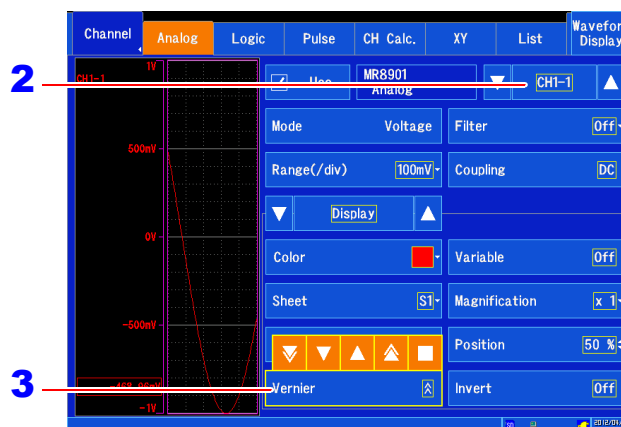 Channel Analog Logic Pulse CH Calc. XY List
Waveform
Display
2
1V
CH1-1
Use
MR8901
Analog
CH1-1
Mode Voltage
Filter Off
500mV
Range(/div) 100mV
Coupling DC
Display
0V
Color
Variable Off
Sheet S1
Magnification x 1
-500mV
Position 50 %
3
Vernier
Invert Off
-1V
SD